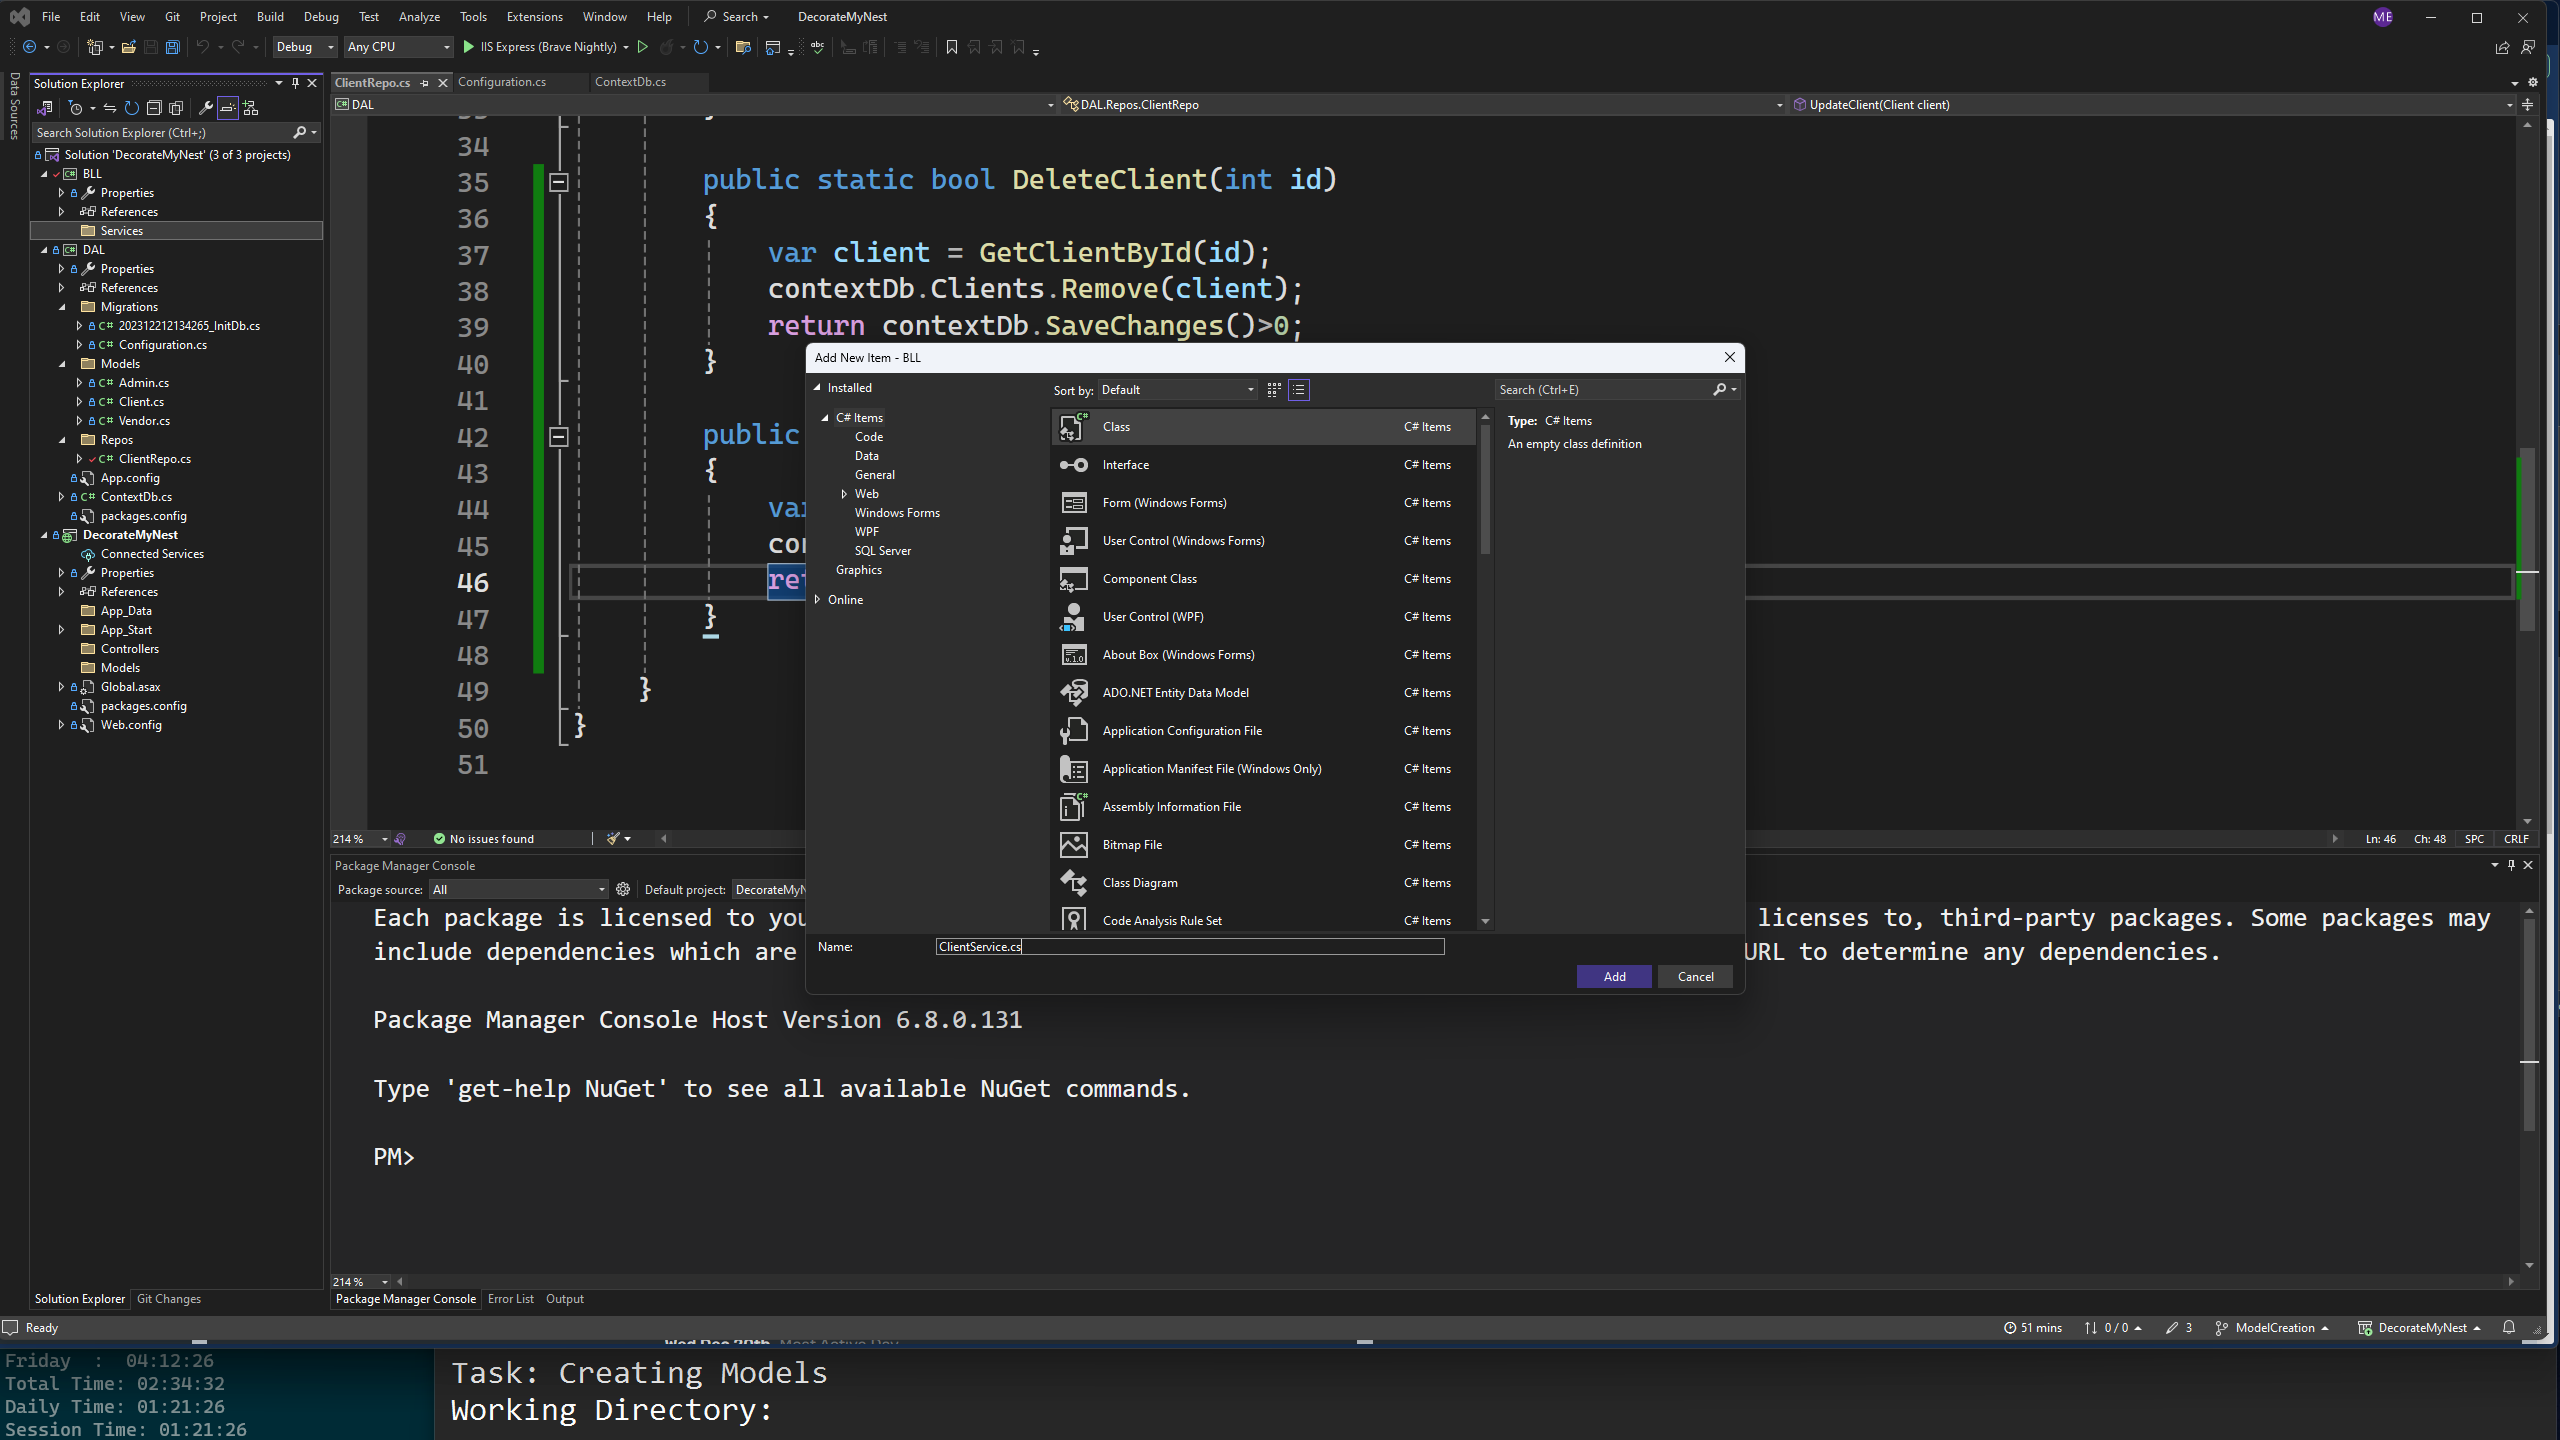 File Edit View Git Project Build Debug Test Analyze Tools Extensions Window Help Search DecorateMyNest ME
Debug Any CPU IIS Express (Brave Nightly)
Data Sources
Solution Explorer
Search Solution Explorer (Ctrl+;)
Solution 'DecorateMyNest' (3 of 3 projects)
BLL
Properties
References
Services
DAL
Properties
References
Migrations
202312212134265_InitDb.cs
Configuration.cs
Models
Admin.cs
Client.cs
Vendor.cs
Repos
ClientRepo.cs
App.config
ContextDb.cs
packages.config
DecorateMyNest
Connected Services
Properties
References
App_Data
App_Start
Controllers
Models
Global.asax
packages.config
Web.config
Solution Explorer Git Changes
ClientRepo.cs Configuration.cs ContextDb.cs
DAL DAL.Repos.ClientRepo UpdateClient(Client client)
34
35 public static bool DeleteClient(int id)
36 {
37 var client = GetClientById(id);
38 contextDb.Clients.Remove(client);
39 return contextDb.SaveChanges()>0;
40 }
41
42 public
43 {
44 var
45 con
46 ret
47 }
48
49 }
50 }
51
214 % No issues found Ln: 46 Ch: 48 SPC CRLF
Add New Item - BLL
Installed
C# Items
Code
Data
General
Web
Windows Forms
WPF
SQL Server
Graphics
Online
Sort by: Default
Search (Ctrl+E)
Class C# Items
Interface C# Items
Form (Windows Forms) C# Items
User Control (Windows Forms) C# Items
Component Class C# Items
User Control (WPF) C# Items
About Box (Windows Forms) C# Items
ADO.NET Entity Data Model C# Items
Application Configuration File C# Items
Application Manifest File (Windows Only) C# Items
Assembly Information File C# Items
Bitmap File C# Items
Class Diagram C# Items
Code Analysis Rule Set C# Items
Type: C# Items
An empty class definition
Name: ClientService.cs
Add Cancel
Package Manager Console
Package source: All Default project: DecorateMyN
Each package is licensed to you licenses to, third-party packages. Some packages may
include dependencies which are URL to determine any dependencies.
Package Manager Console Host Version 6.8.0.131
Type 'get-help NuGet' to see all available NuGet commands.
PM>
214 %
Package Manager Console Error List Output
Ready 51 mins 0 / 0 3 ModelCreation DecorateMyNest
Friday : 04:12:26
Total Time: 02:34:32
Daily Time: 01:21:26
Session Time: 01:21:26
Task: Creating Models
Working Directory: